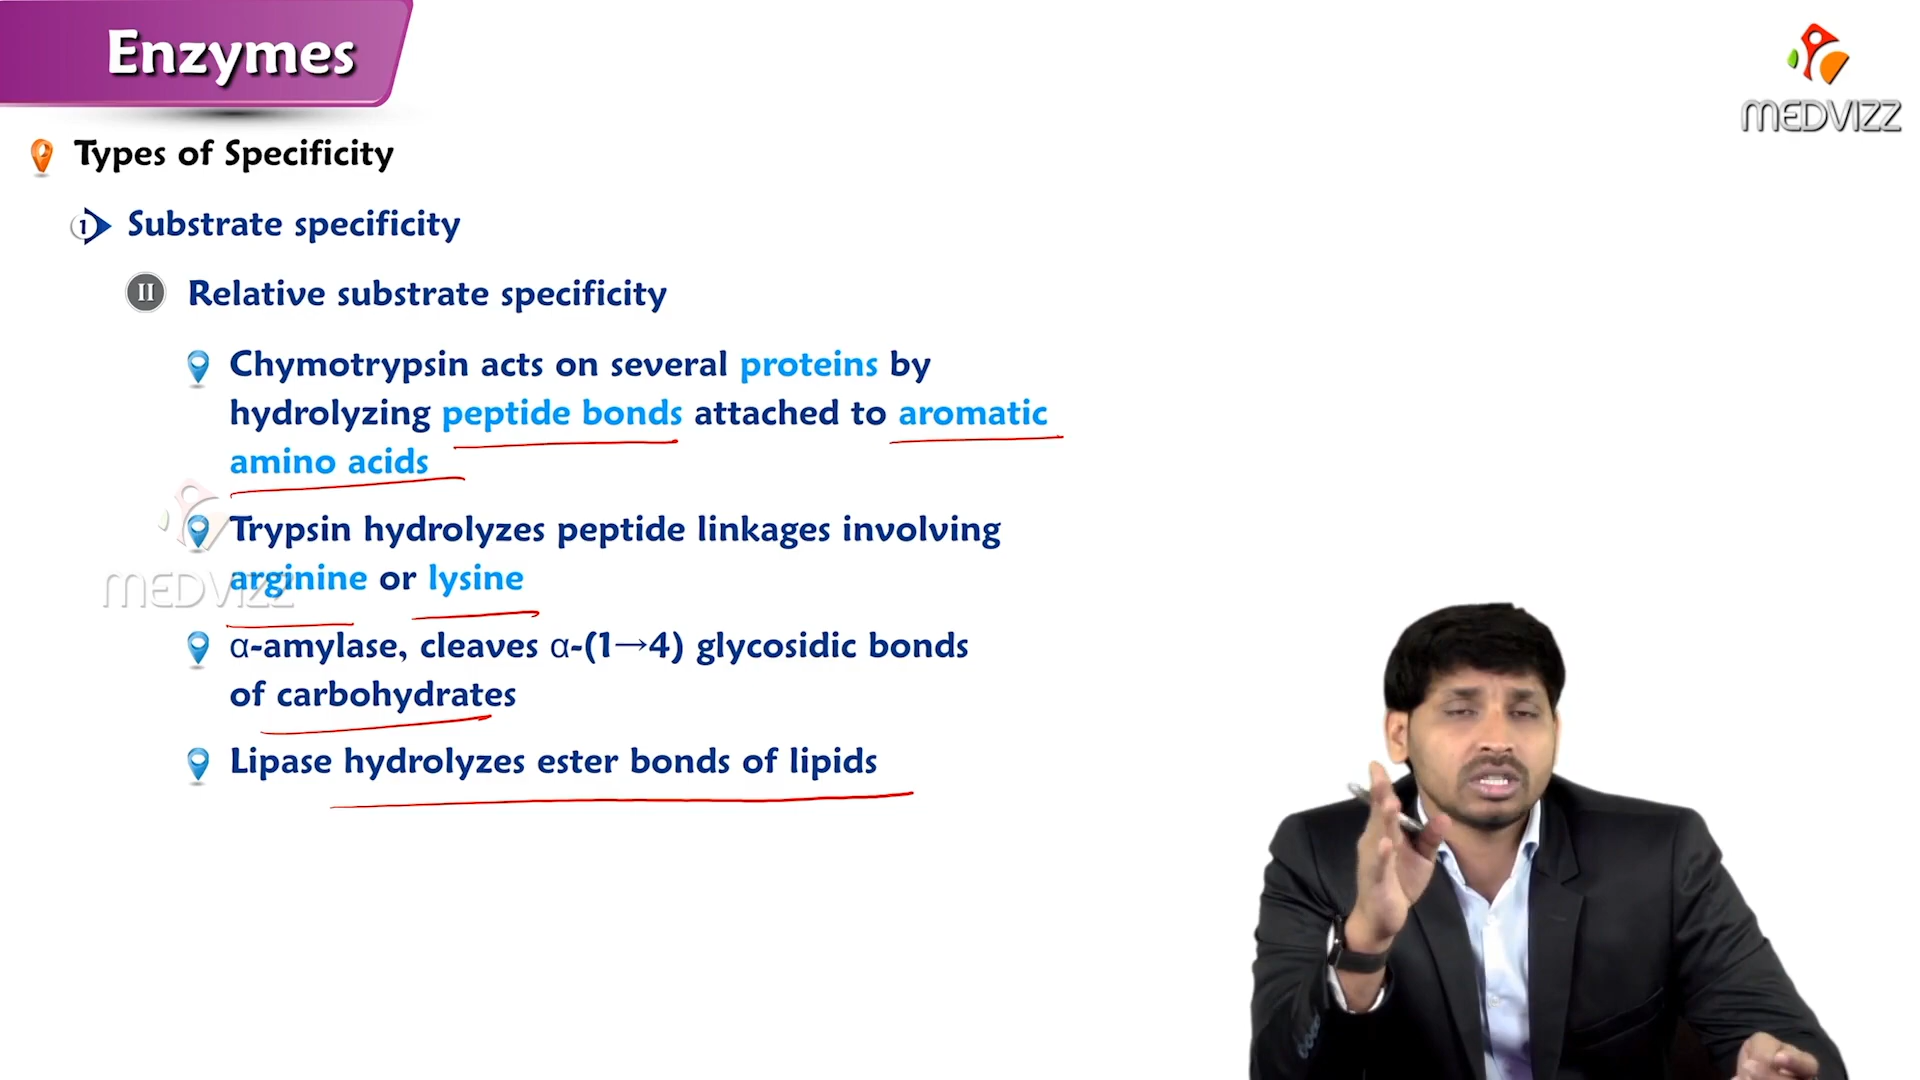 Enzymes
MEDVIZZ
Types of Specificity
1 Substrate specificity
II Relative substrate specificity
Chymotrypsin acts on several proteins by
hydrolyzing peptide bonds attached to aromatic
amino acids
Trypsin hydrolyzes peptide linkages involving
arginine or lysine
MEDVIZZ
α-amylase, cleaves α-(1→4) glycosidic bonds
of carbohydrates
Lipase hydrolyzes ester bonds of lipids